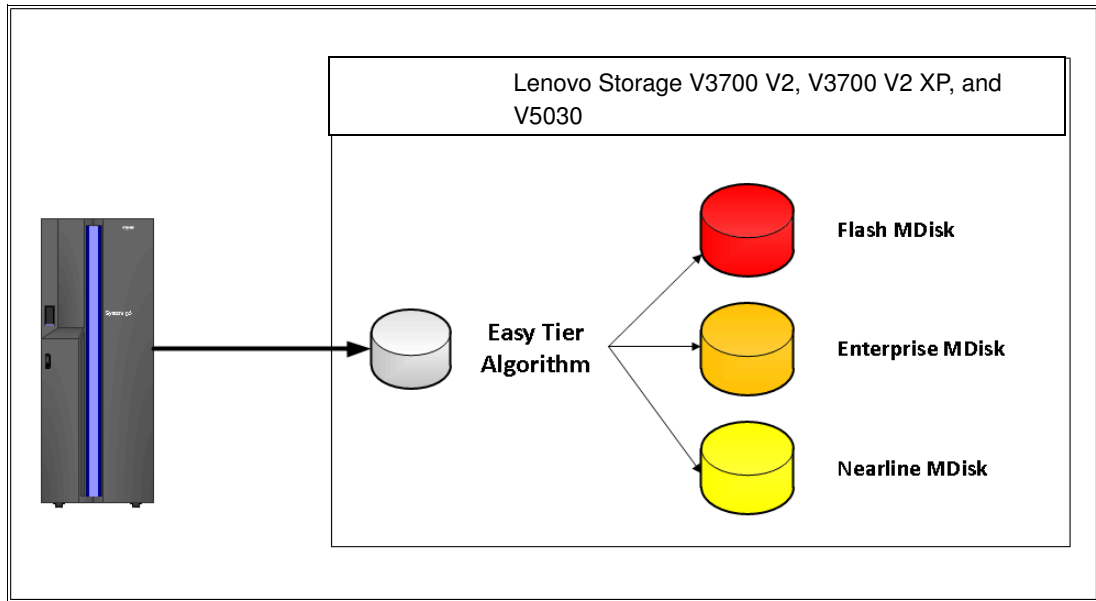 Lenovo Storage V3700 V2, V3700 V2 XP, and
V5030
Flash MDisk
Easy Tier
Algorithm
Enterprise MDisk
Nearline MDisk